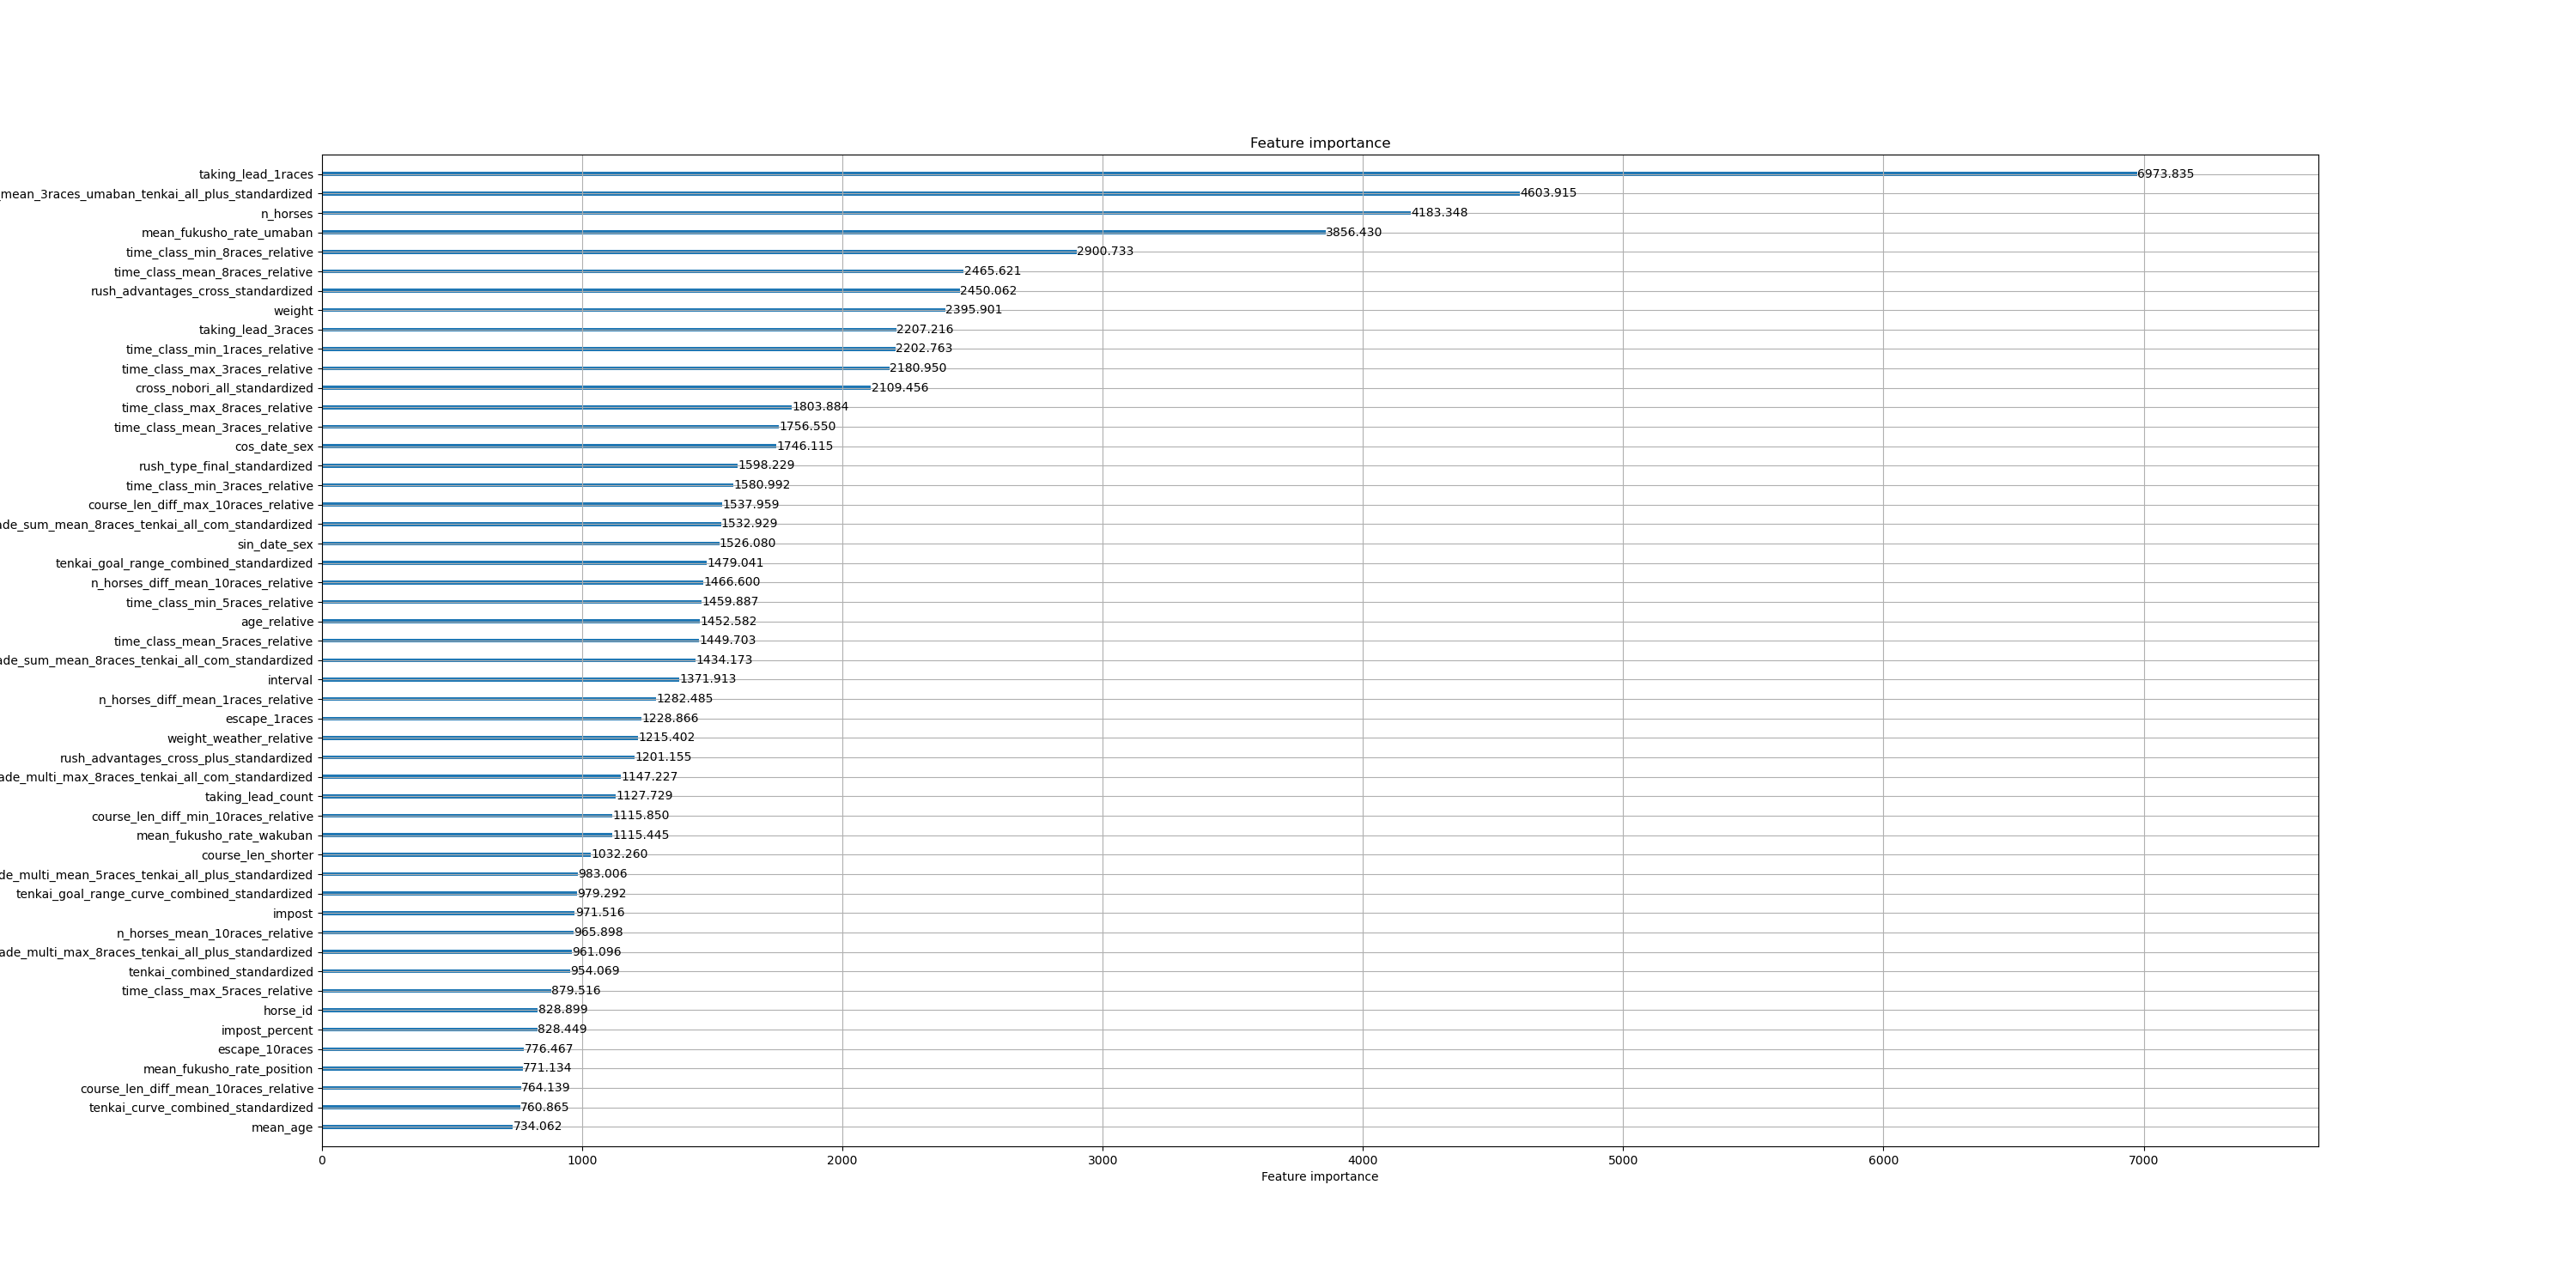 Feature importance
taking_lead_1races 6973.835
_mean_3races_umaban_tenkai_all_plus_standardized 4603.915
n_horses 4183.348
mean_fukusho_rate_umaban 3856.430
time_class_min_8races_relative 2900.733
time_class_mean_8races_relative 2465.621
rush_advantages_cross_standardized 2450.062
weight 2395.901
taking_lead_3races 2207.216
time_class_min_1races_relative 2202.763
time_class_max_3races_relative 2180.950
cross_nobori_all_standardized 2109.456
time_class_max_8races_relative 1803.884
time_class_mean_3races_relative 1756.550
cos_date_sex 1746.115
rush_type_final_standardized 1598.229
time_class_min_3races_relative 1580.992
course_len_diff_max_10races_relative 1537.959
ade_sum_mean_8races_tenkai_all_com_standardized 1532.929
sin_date_sex 1526.080
tenkai_goal_range_combined_standardized 1479.041
n_horses_diff_mean_10races_relative 1466.600
time_class_min_5races_relative 1459.887
age_relative 1452.582
time_class_mean_5races_relative 1449.703
ade_sum_mean_8races_tenkai_all_com_standardized 1434.173
interval 1371.913
n_horses_diff_mean_1races_relative 1282.485
escape_1races 1228.866
weight_weather_relative 1215.402
rush_advantages_cross_plus_standardized 1201.155
ade_multi_max_8races_tenkai_all_com_standardized 1147.227
taking_lead_count 1127.729
course_len_diff_min_10races_relative 1115.850
mean_fukusho_rate_wakuban 1115.445
course_len_shorter 1032.260
de_multi_mean_5races_tenkai_all_plus_standardized 983.006
tenkai_goal_range_curve_combined_standardized 979.292
impost 971.516
n_horses_mean_10races_relative 965.898
ade_multi_max_8races_tenkai_all_plus_standardized 961.096
tenkai_combined_standardized 954.069
time_class_max_5races_relative 879.516
horse_id 828.899
impost_percent 828.449
escape_10races 776.467
mean_fukusho_rate_position 771.134
course_len_diff_mean_10races_relative 764.139
tenkai_curve_combined_standardized 760.865
mean_age 734.062
0 1000 2000 3000 4000 5000 6000 7000
Feature importance